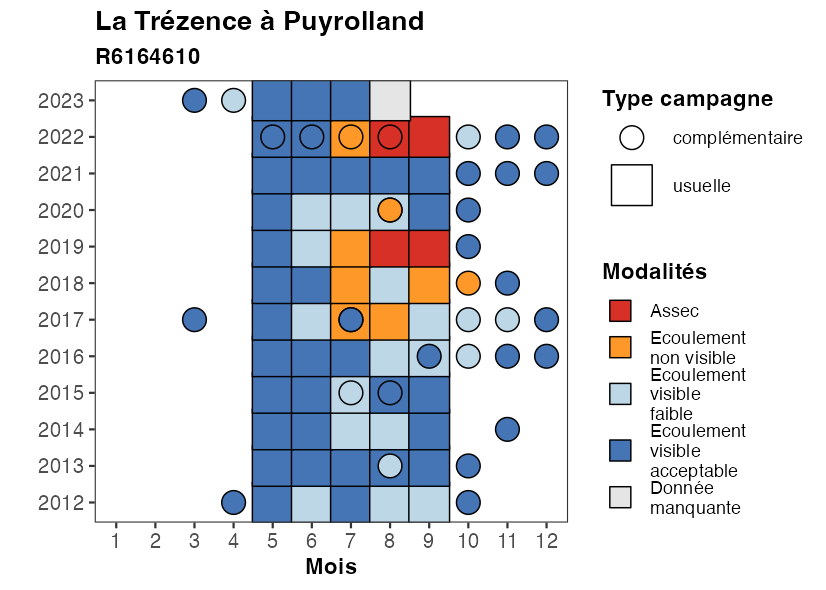 La Trézence à Puyrolland
R6164610
2023
2022
2021
2020
2019
2018
2017
2016
2015
2014
2013
2012
1 2 3 4 5 6 7 8 9 10 11 12
Mois
Type campagne
complémentaire
usuelle
Modalités
Assec
Ecoulement
non visible
Ecoulement
visible
faible
Ecoulement
visible
acceptable
Donnée
manquante